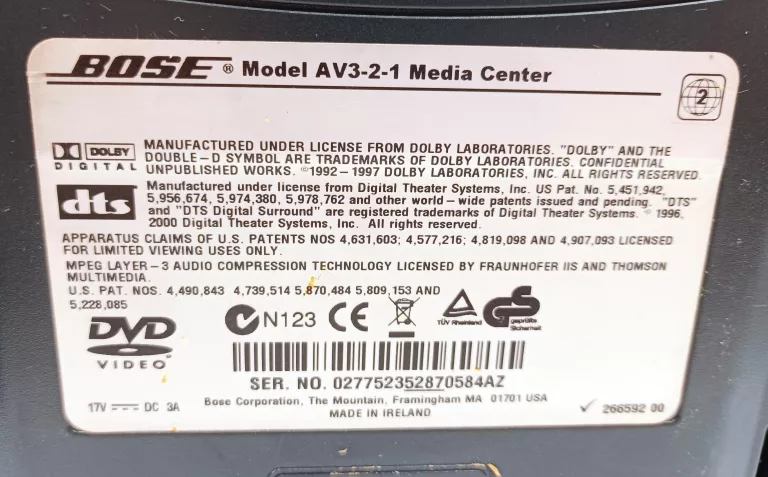 BOSE ® Model AV3-2-1 Media Center
2
DOLBY
DIGITAL
MANUFACTURED UNDER LICENSE FROM DOLBY LABORATORIES. "DOLBY" AND THE
DOUBLE-D SYMBOL ARE TRADEMARKS OF DOLBY LABORATORIES. CONFIDENTIAL
UNPUBLISHED WORKS. ©1992-1997 DOLBY LABORATORIES, INC. ALL RIGHTS RESERVED.
dts
Manufactured under license from Digital Theater Systems, Inc. US Pat. No. 5,451,942,
5,956,674, 5,974,380, 5,978,762 and other world-wide patents issued and pending. "DTS"
and "DTS Digital Surround" are registered trademarks of Digital Theater Systems. © 1996,
2000 Digital Theater Systems, Inc. All rights reserved.
APPARATUS CLAIMS OF U.S. PATENTS NOS 4,631,603; 4,577,216; 4,819,098 AND 4,907,093 LICENSED
FOR LIMITED VIEWING USES ONLY.
MPEG LAYER-3 AUDIO COMPRESSION TECHNOLOGY LICENSED BY FRAUNHOFER IIS AND THOMSON
MULTIMEDIA.
U.S. PAT. NOS. 4,490,843 4,739,514 5,870,484 5,809,153 AND
5,228,085
DVD
VIDEO
N123 CE
TÜV Rheinland
GS
geprüfte
Sicherheit
SER. NO. 027752352870584AZ
17V DC 3A
Bose Corporation, The Mountain, Framingham MA 01701 USA
MADE IN IRELAND
266592 00